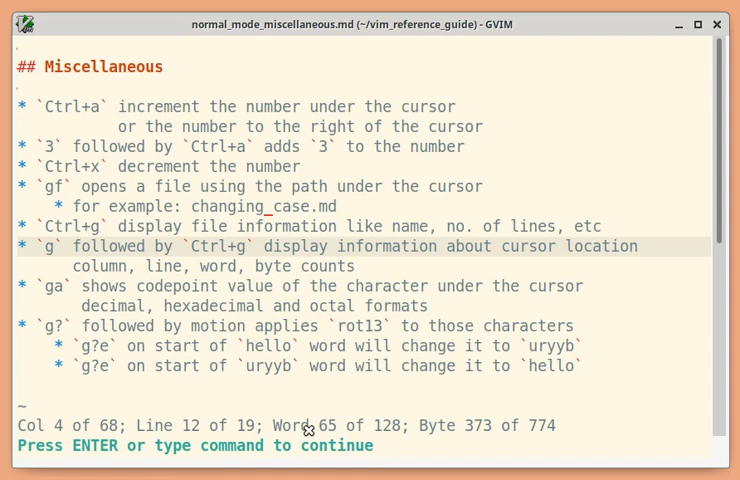 normal_mode_miscellaneous.md (~/vim_reference_guide) - GVIM
## Miscellaneous
* `Ctrl+a` increment the number under the cursor
or the number to the right of the cursor
* `3` followed by `Ctrl+a` adds `3` to the number
* `Ctrl+x` decrement the number
* `gf` opens a file using the path under the cursor
* for example: changing_case.md
* `Ctrl+g` display file information like name, no. of lines, etc
* `g` followed by `Ctrl+g` display information about cursor location
column, line, word, byte counts
* `ga` shows codepoint value of the character under the cursor
decimal, hexadecimal and octal formats
* `g?` followed by motion applies `rot13` to those characters
* `g?e` on start of `hello` word will change it to `uryyb`
* `g?e` on start of `uryyb` word will change it to `hello`
~
Col 4 of 68; Line 12 of 19; Word 65 of 128; Byte 373 of 774
Press ENTER or type command to continue